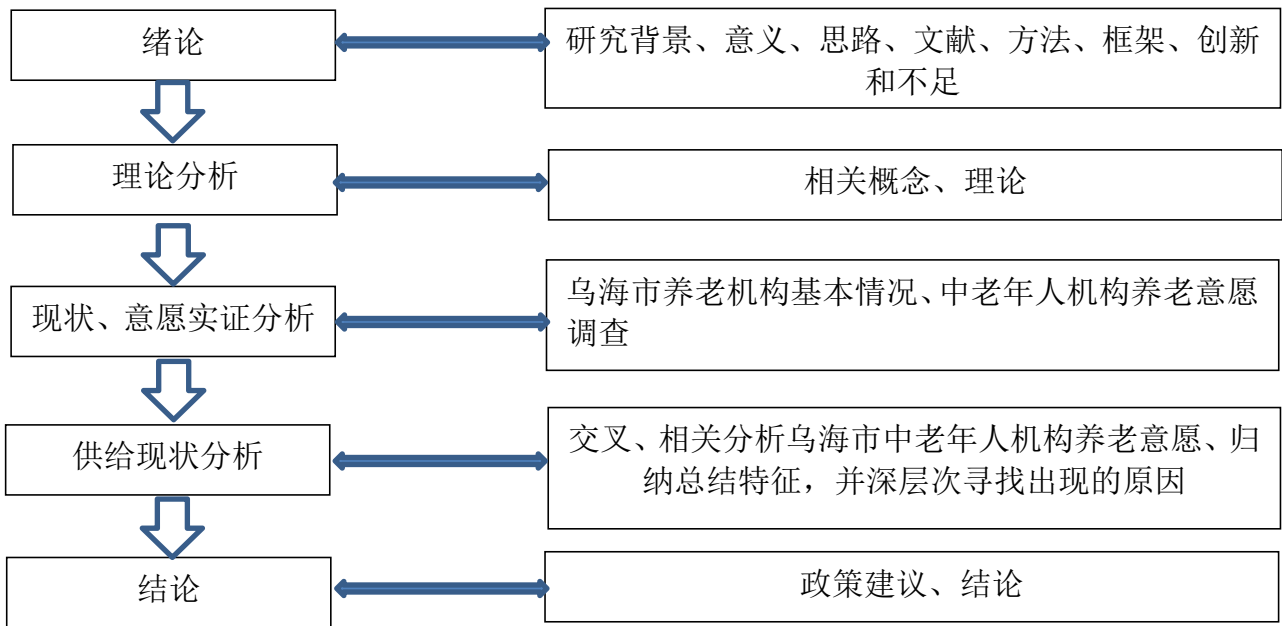 绪论
研究背景、意义、思路、文献、方法、框架、创新
和不足
理论分析
相关概念、理论
现状、意愿实证分析
乌海市养老机构基本情况、中老年人机构养老意愿
调查
供给现状分析
交叉、相关分析乌海市中老年人机构养老意愿、归
纳总结特征，并深层次寻找出现的原因
结论
政策建议、结论